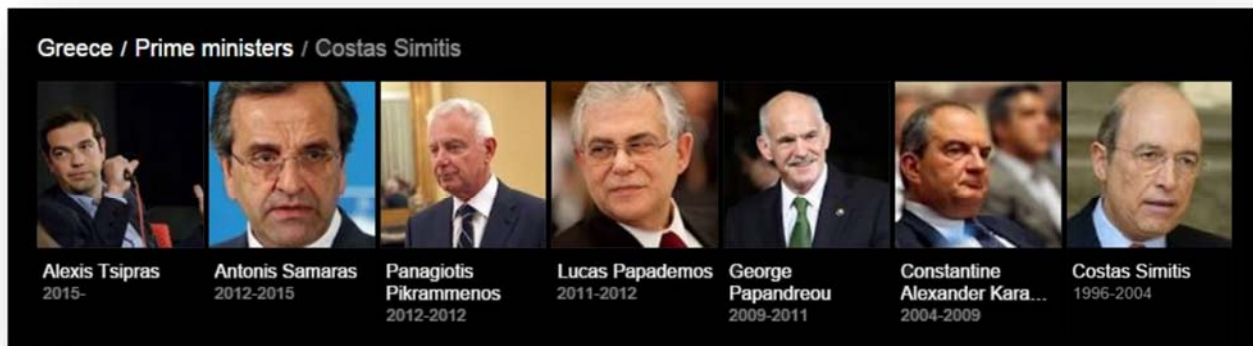 Greece / Prime ministers / Costas Simitis
Alexis Tsipras
2015-
Antonis Samaras
2012-2015
Panagiotis
Pikrammenos
2012-2012
Lucas Papademos
2011-2012
George
Papandreou
2009-2011
Constantine
Alexander Kara...
2004-2009
Costas Simitis
1996-2004